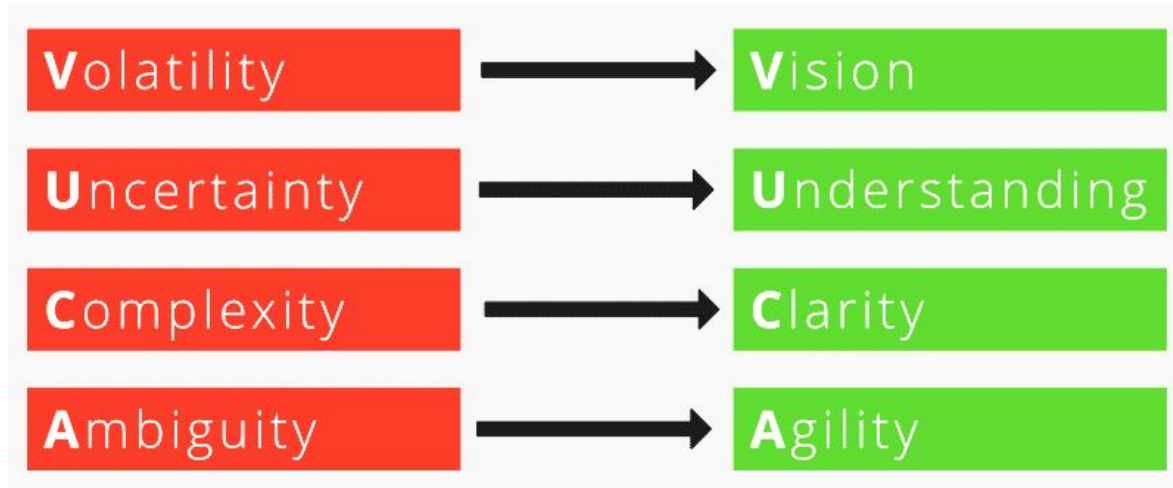 Volatility Vision
Uncertainty Understanding
Complexity Clarity
Ambiguity Agility